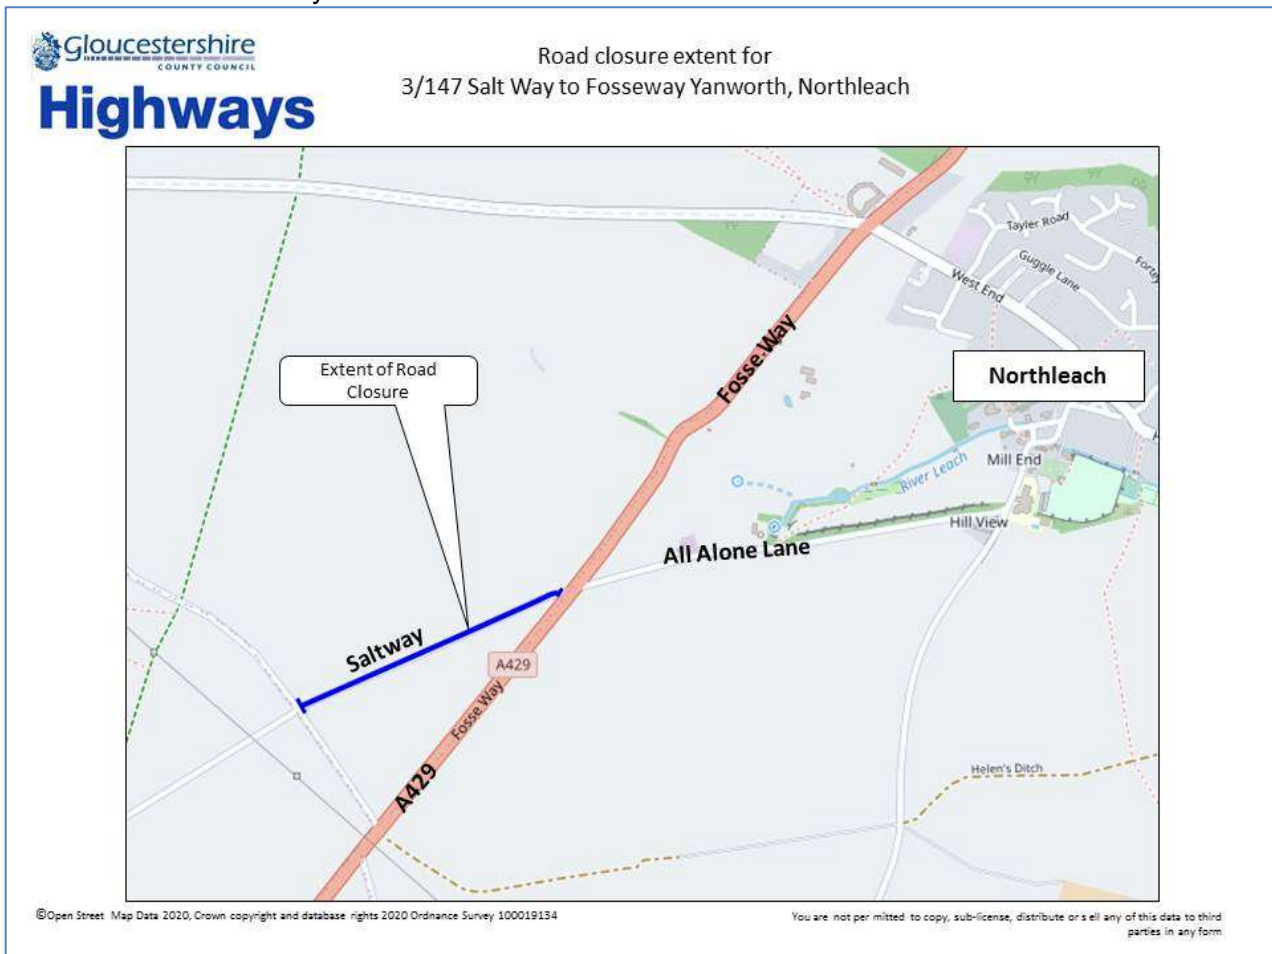 Gloucestershire
COUNTY COUNCIL
Highways
Road closure extent for
3/147 Salt Way to Fosseway Yanworth, Northleach
Tayler Road
Guggle Lane
West End
Fosse Way
Extent of Road
Closure
Northleach
River Leach
Mill End
Hill View
All Alone Lane
Saltway
A429
Fosse Way
A429
Helen's Ditch
©Open Street Map Data 2020, Crown copyright and database rights 2020 Ordnance Survey 100019134
You are not per mitted to copy, sub-license, distribute or s ell any of this data to third
parties in any form